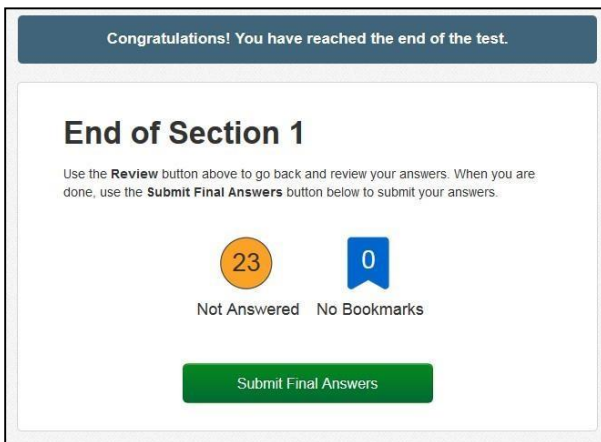 Congratulations! You have reached the end of the test.
End of Section 1
Use the Review button above to go back and review your answers. When you are
done, use the Submit Final Answers button below to submit your answers.
23 0
Not Answered No Bookmarks
Submit Final Answers